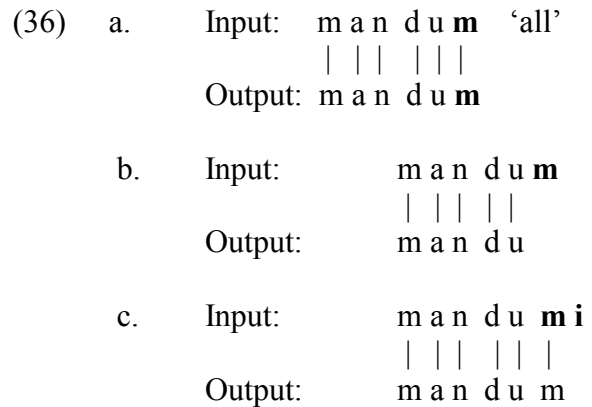 (36) a. Input: m a n d u m ‘all’
| | | | | |
Output: m a n d u m
b. Input: m a n d u m
| | | | |
Output: m a n d u
c. Input: m a n d u m i
| | | | | |
Output: m a n d u m